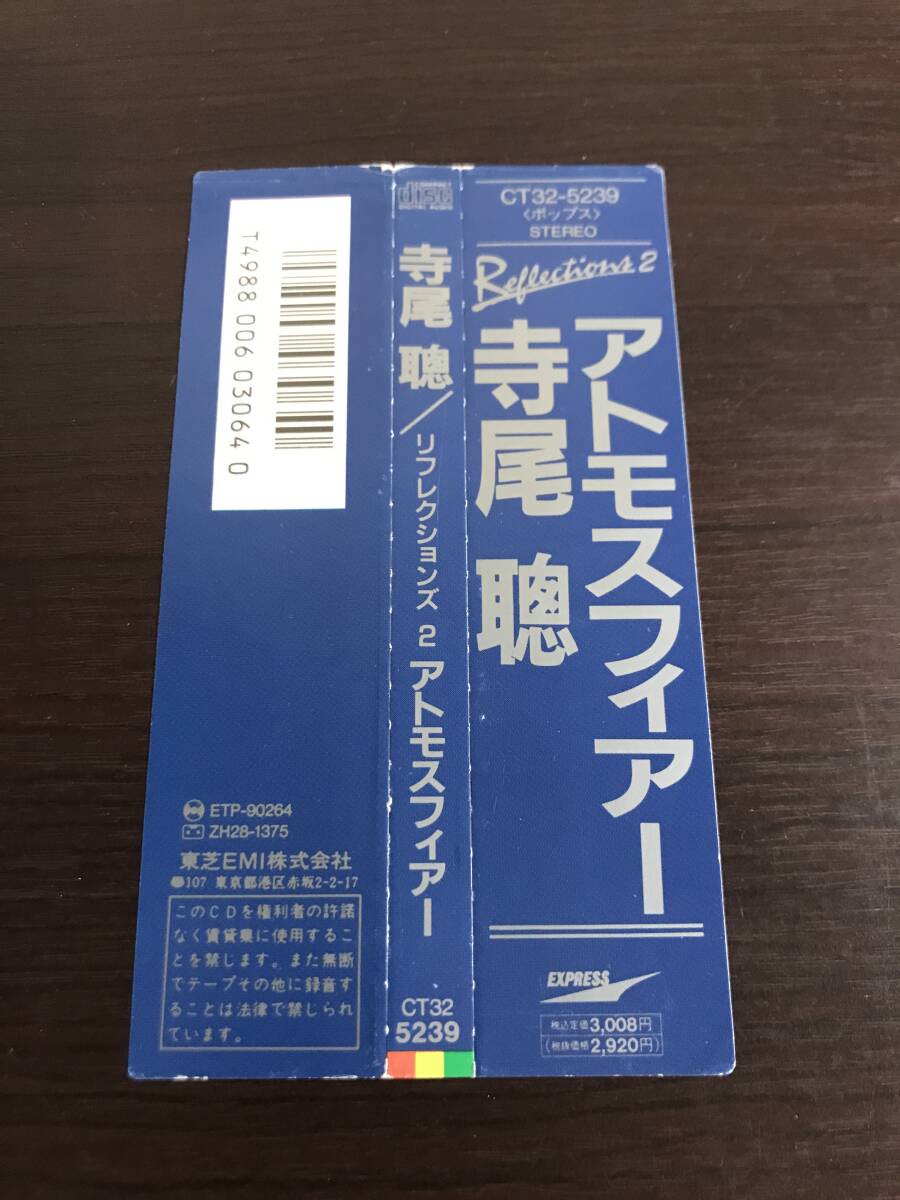 CT32-5239
〈ポップス〉
STEREO
Reflections 2
アトモスフィアー
寺尾 聰
EXPRESS
税込定価3,008円
(税抜価格2,920円)
COMPACT
disc
DIGITAL AUDIO
寺尾 聰/リフレクションズ 2 アトモスフィアー
CT32
5239
T4988006030640
ETP-90264
ZH28-1375
東芝EMI株式会社
107 東京都港区赤坂2-2-17
このCDを権利者の許諾
なく賃貸業に使用するこ
とを禁じます。また無断
でテープその他に録音す
ることは法律で禁じられ
ています。